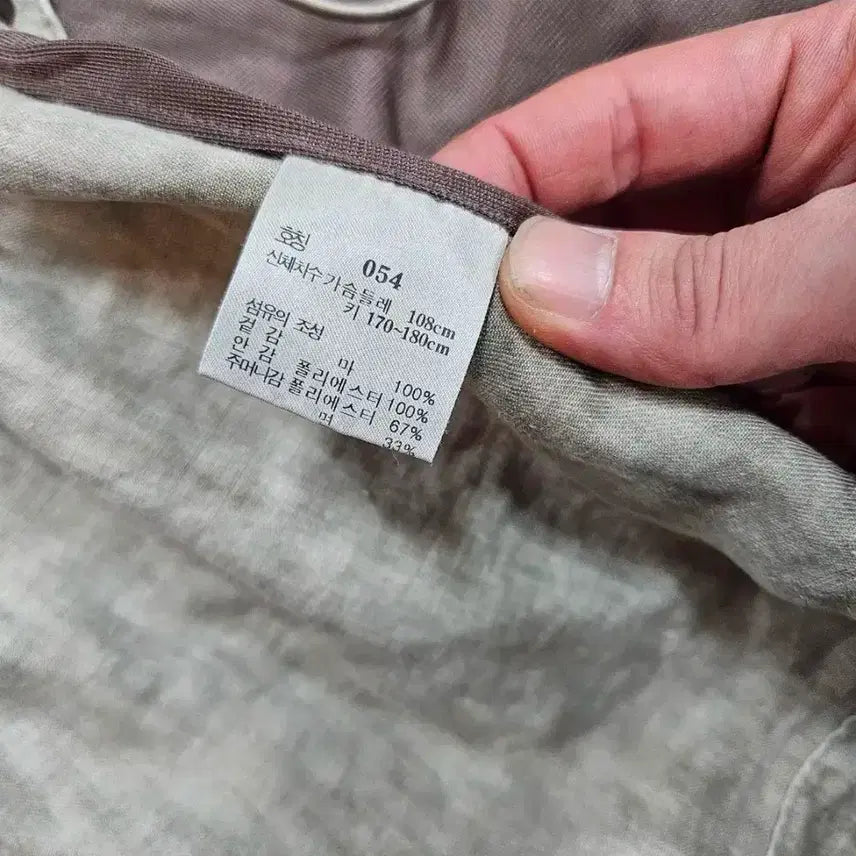 호칭 054
신체치수 가슴둘레 108cm
키 170~180cm
섬유의 조성
겉감 마 100%
안감 폴리에스터 100%
주머니감 폴리에스터 67%
면 33%